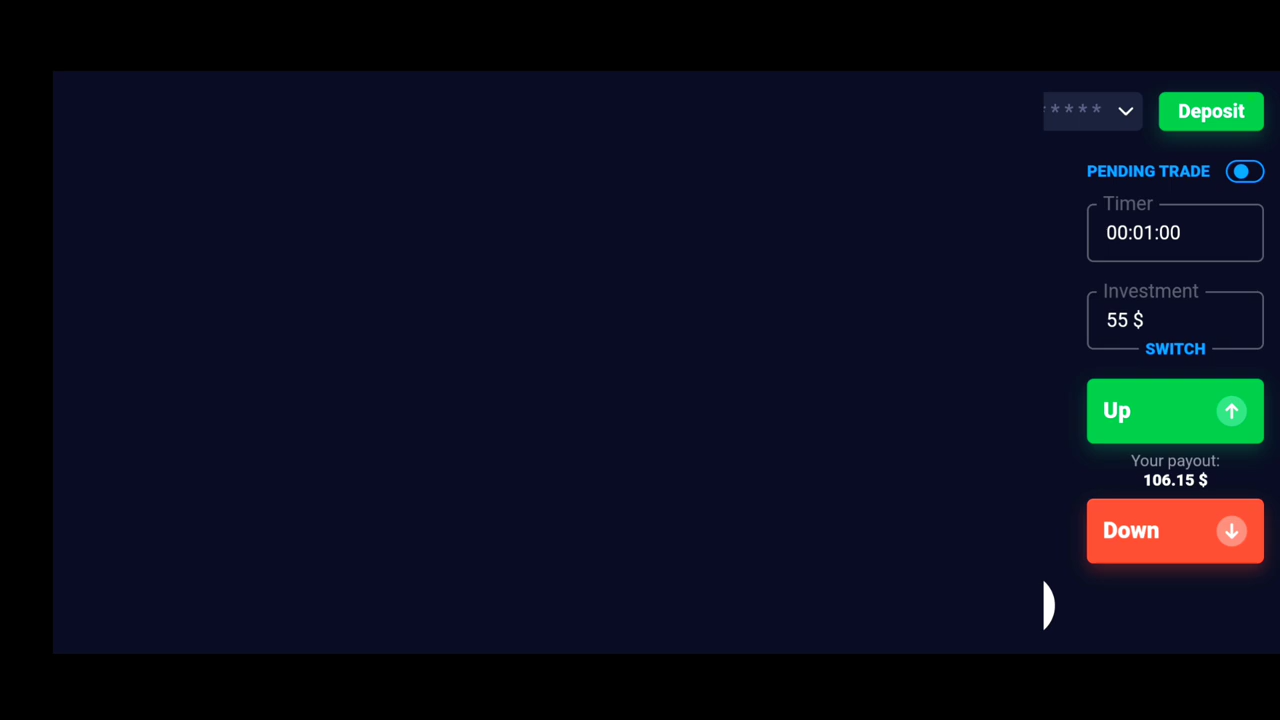 ****
Deposit
PENDING TRADE
Timer
00:01:00
Investment
55 $
SWITCH
Up
Your payout:
106.15 $
Down